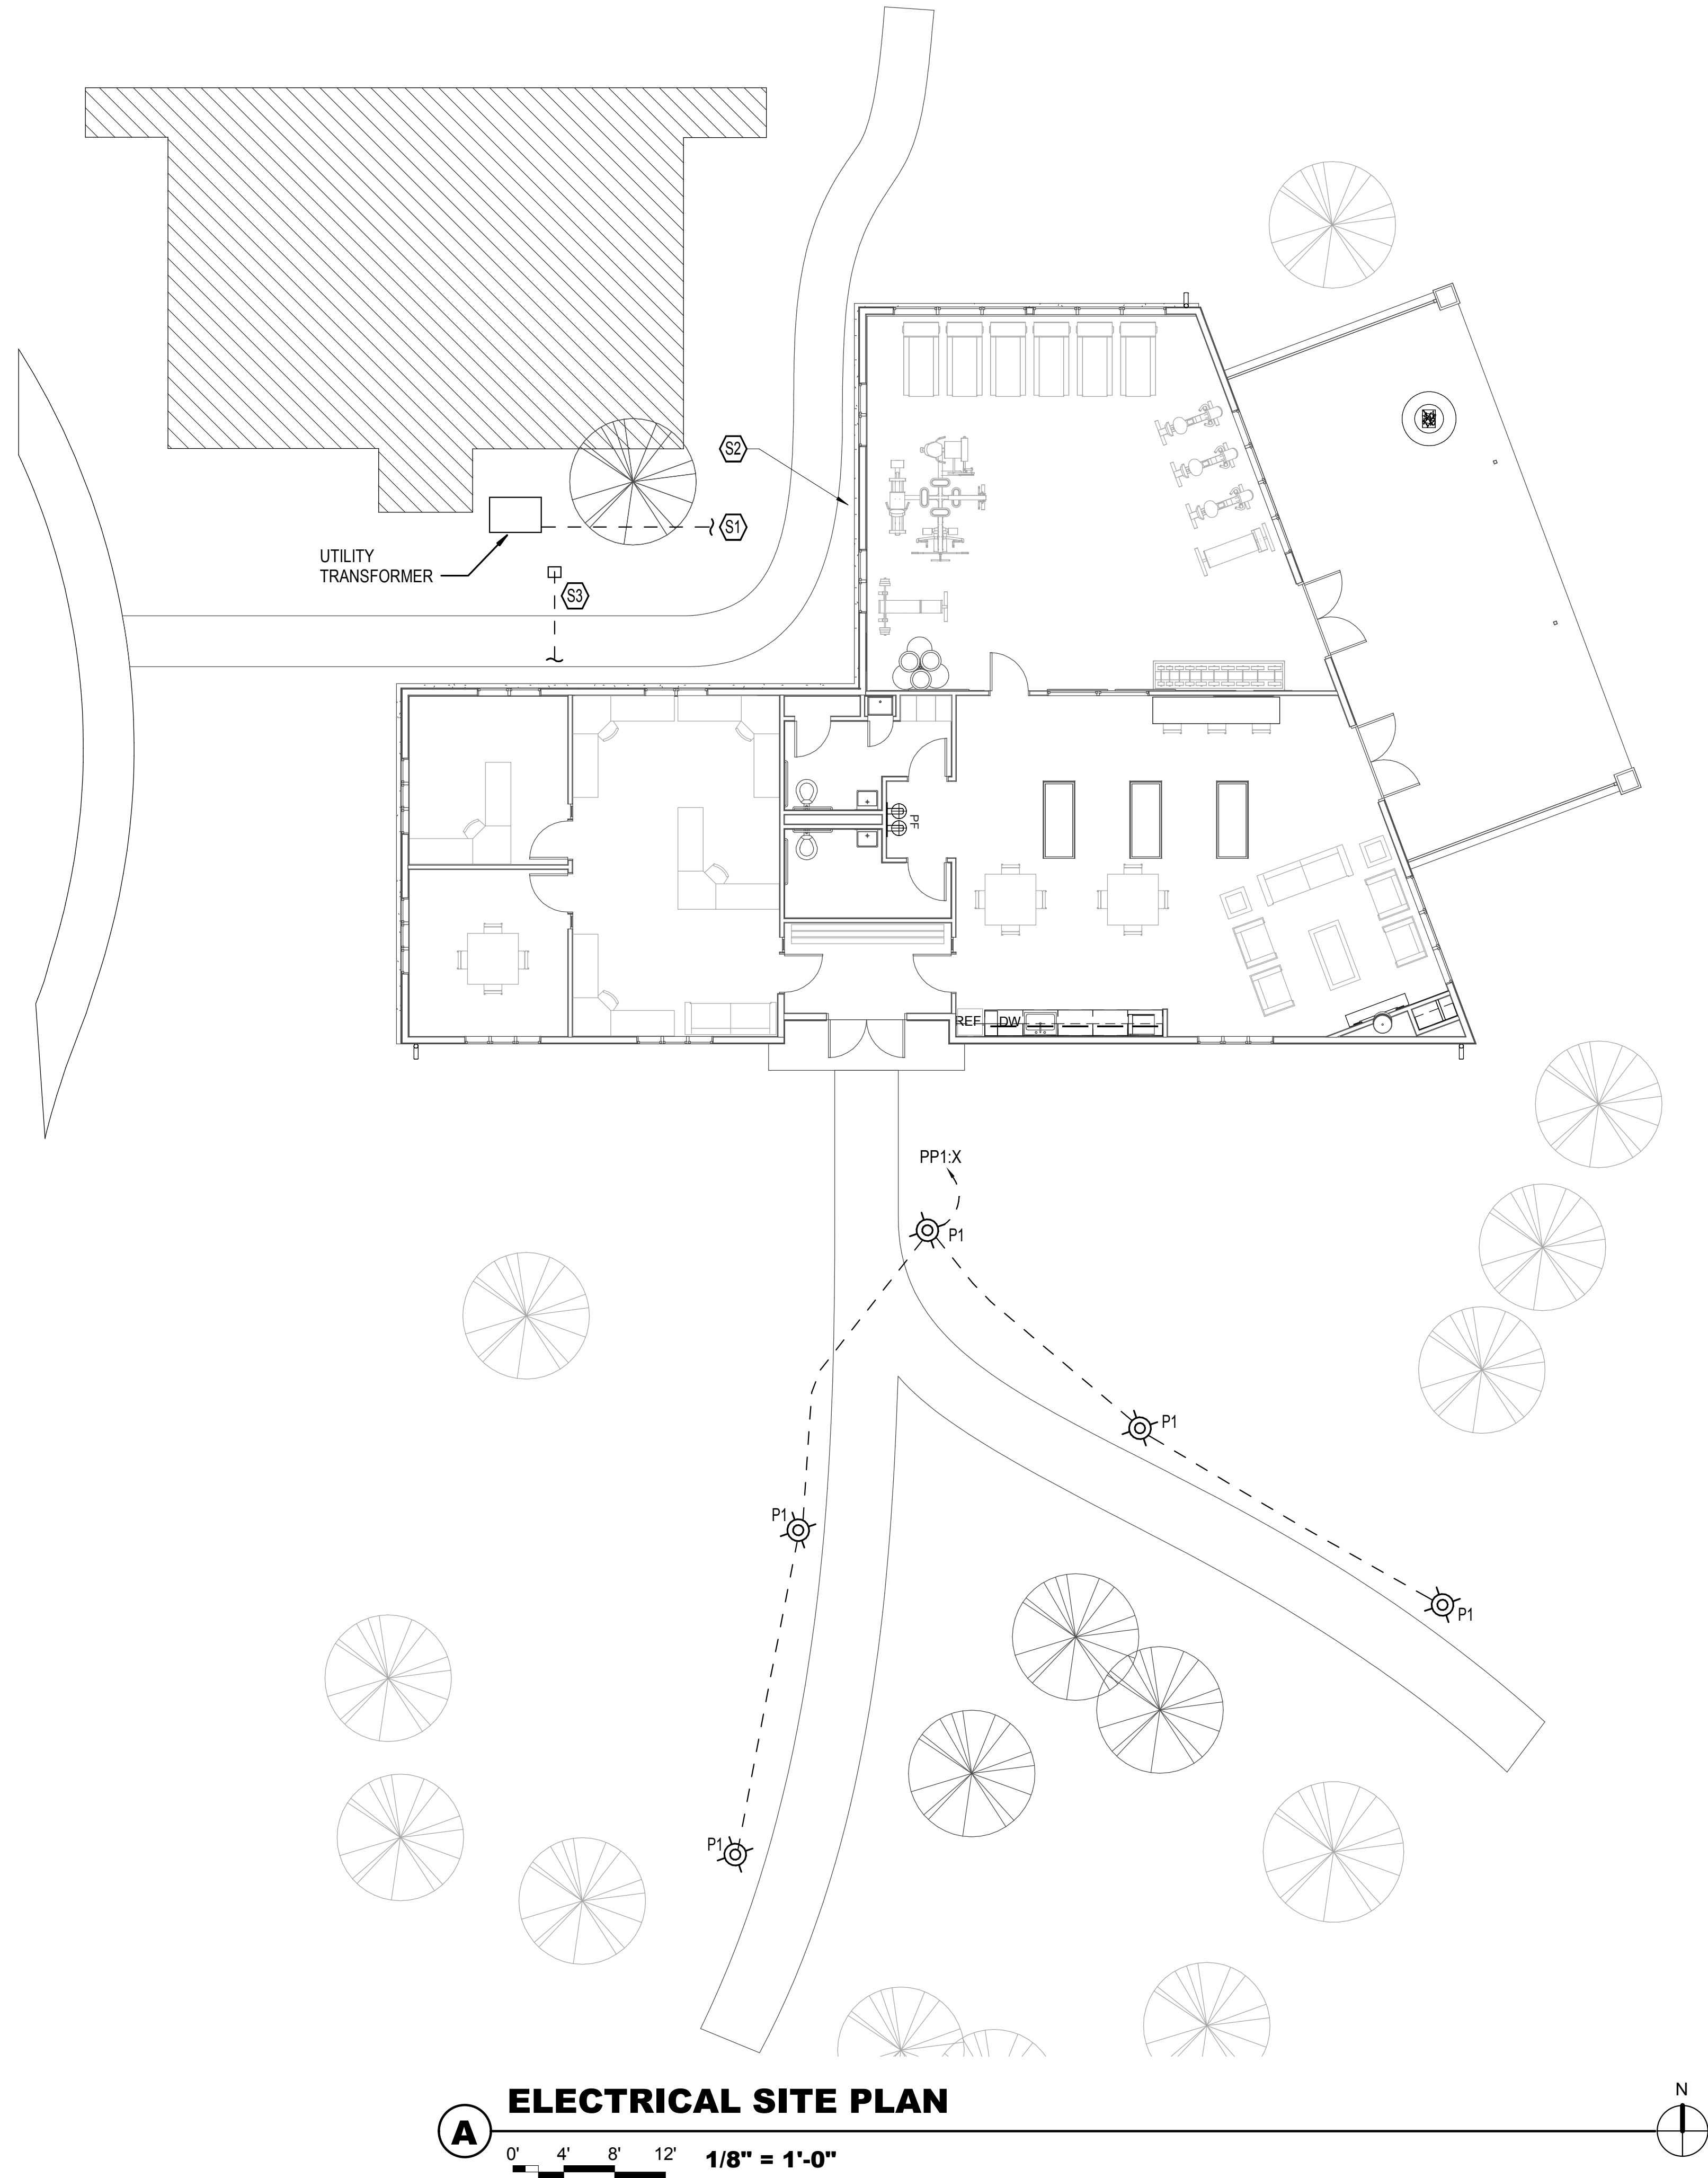 S2
S1
UTILITY
TRANSFORMER
S3
PF
REF
DW
PP1:X
P1
P1
P1
P1
P1
N
ELECTRICAL SITE PLAN
A
0' 4' 8' 12'
1/8" = 1'-0"